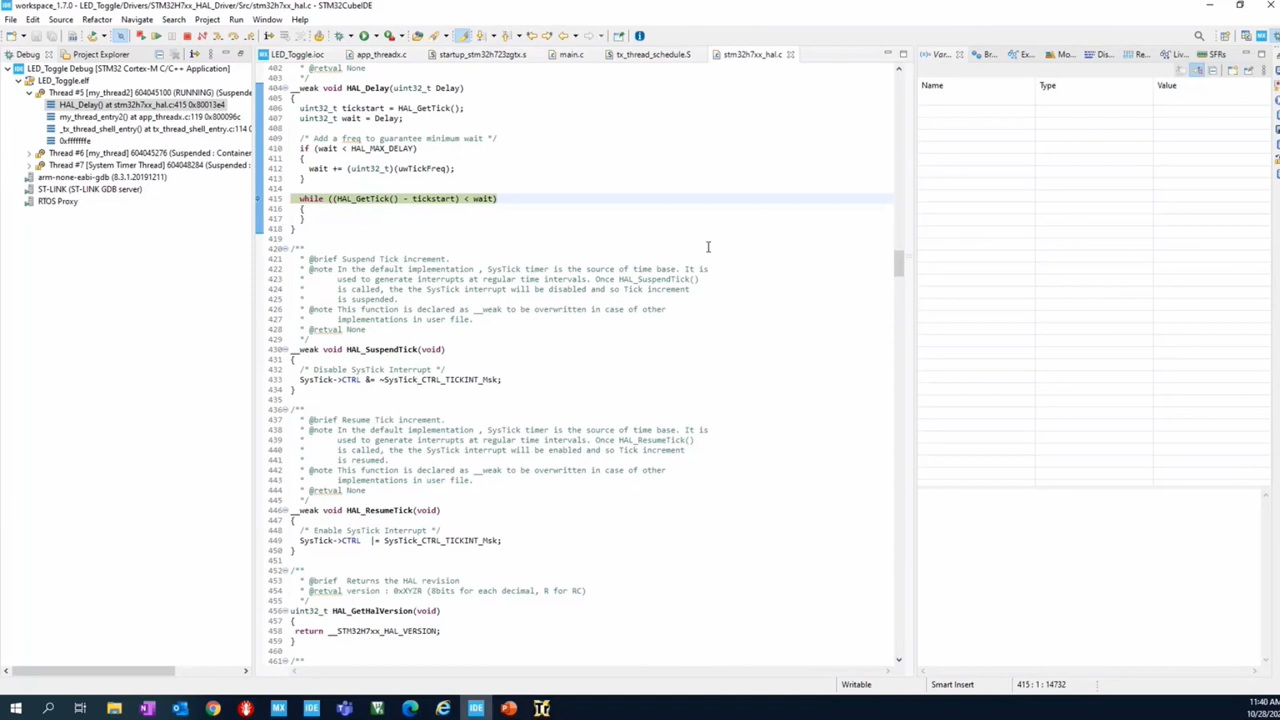 workspace_1.7.0 - LED_Toggle/Drivers/STM32H7xx_HAL_Driver/Src/stm32h7xx_hal.c - STM32CubeIDE
File Edit Source Refactor Navigate Search Project Run Window Help
Debug Project Explorer
LED_Toggle.ioc app_threadx.c startup_stm32h723zgtx.s main.c tx_thread_schedule.S stm32h7xx_hal.c
Var... Br... Ex... Mo... Dis... Re... Liv... SFRs
LED_Toggle Debug [STM32 Cortex-M C/C++ Application]
LED_Toggle.elf
Thread #5 [my_thread2] 604045100 (RUNNING) (Suspende
HAL_Delay() at stm32h7xx_hal.c:415 0x80013e4
my_thread_entry2() at app_threadx.c:119 0x800096c
_tx_thread_shell_entry() at tx_thread_shell_entry.c:114 0
0xfffffffe
Thread #6 [my_thread] 604045276 (Suspended : Container
Thread #7 [System Timer Thread] 604048284 (Suspended :
arm-none-eabi-gdb (8.3.1.20191211)
ST-LINK (ST-LINK GDB server)
RTOS Proxy
402 * @retval None
403 */
404 __weak void HAL_Delay(uint32_t Delay)
405 {
406 uint32_t tickstart = HAL_GetTick();
407 uint32_t wait = Delay;
408
409 /* Add a freq to guarantee minimum wait */
410 if (wait < HAL_MAX_DELAY)
411 {
412 wait += (uint32_t)(uwTickFreq);
413 }
414
415 while ((HAL_GetTick() - tickstart) < wait)
416 {
417 }
418 }
419
420 /**
421 * @brief Suspend Tick increment.
422 * @note In the default implementation , SysTick timer is the source of time base. It is
423 * used to generate interrupts at regular time intervals. Once HAL_SuspendTick()
424 * is called, the the SysTick interrupt will be disabled and so Tick increment
425 * is suspended.
426 * @note This function is declared as __weak to be overwritten in case of other
427 * implementations in user file.
428 * @retval None
429 */
430 __weak void HAL_SuspendTick(void)
431 {
432 /* Disable SysTick Interrupt */
433 SysTick->CTRL &= ~SysTick_CTRL_TICKINT_Msk;
434 }
435
436 /**
437 * @brief Resume Tick increment.
438 * @note In the default implementation , SysTick timer is the source of time base. It is
439 * used to generate interrupts at regular time intervals. Once HAL_ResumeTick()
440 * is called, the the SysTick interrupt will be enabled and so Tick increment
441 * is resumed.
442 * @note This function is declared as __weak to be overwritten in case of other
443 * implementations in user file.
444 * @retval None
445 */
446 __weak void HAL_ResumeTick(void)
447 {
448 /* Enable SysTick Interrupt */
449 SysTick->CTRL |= SysTick_CTRL_TICKINT_Msk;
450 }
451
452 /**
453 * @brief Returns the HAL revision
454 * @retval version : 0xXYZR (8bits for each decimal, R for RC)
455 */
456 uint32_t HAL_GetHalVersion(void)
457 {
458 return __STM32H7xx_HAL_VERSION;
459 }
460
461 /**
Name Type Value
Writable Smart Insert 415 : 1 : 14732
MX IDE IDE
11:40 AM
10/28/20